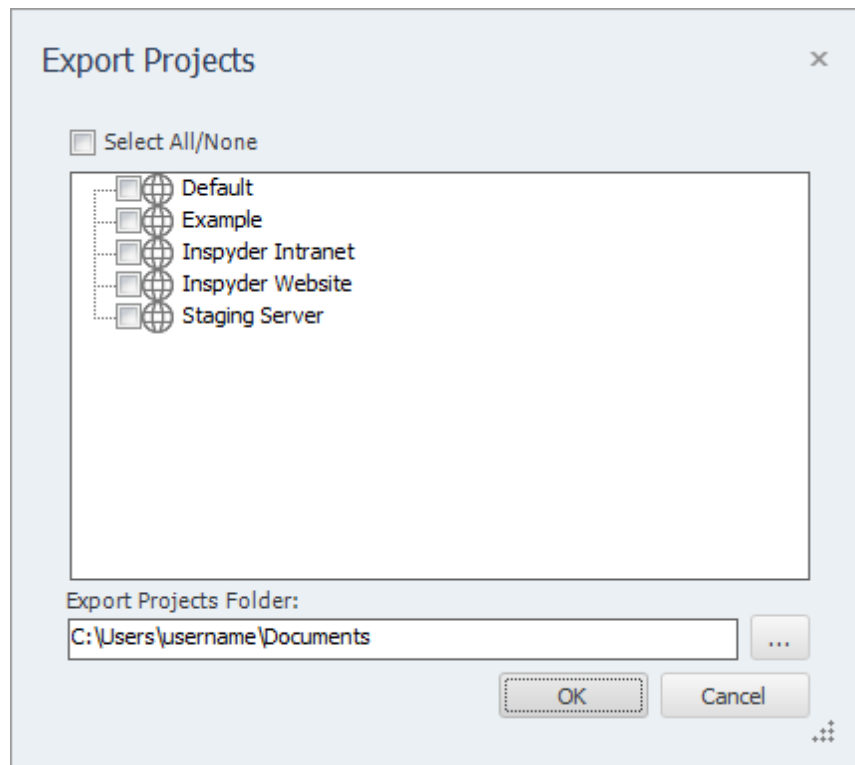 Export Projects
Select All/None
Default
Example
Inspyder Intranet
Inspyder Website
Staging Server
Export Projects Folder:
C:\Users\username\Documents
...
OK Cancel